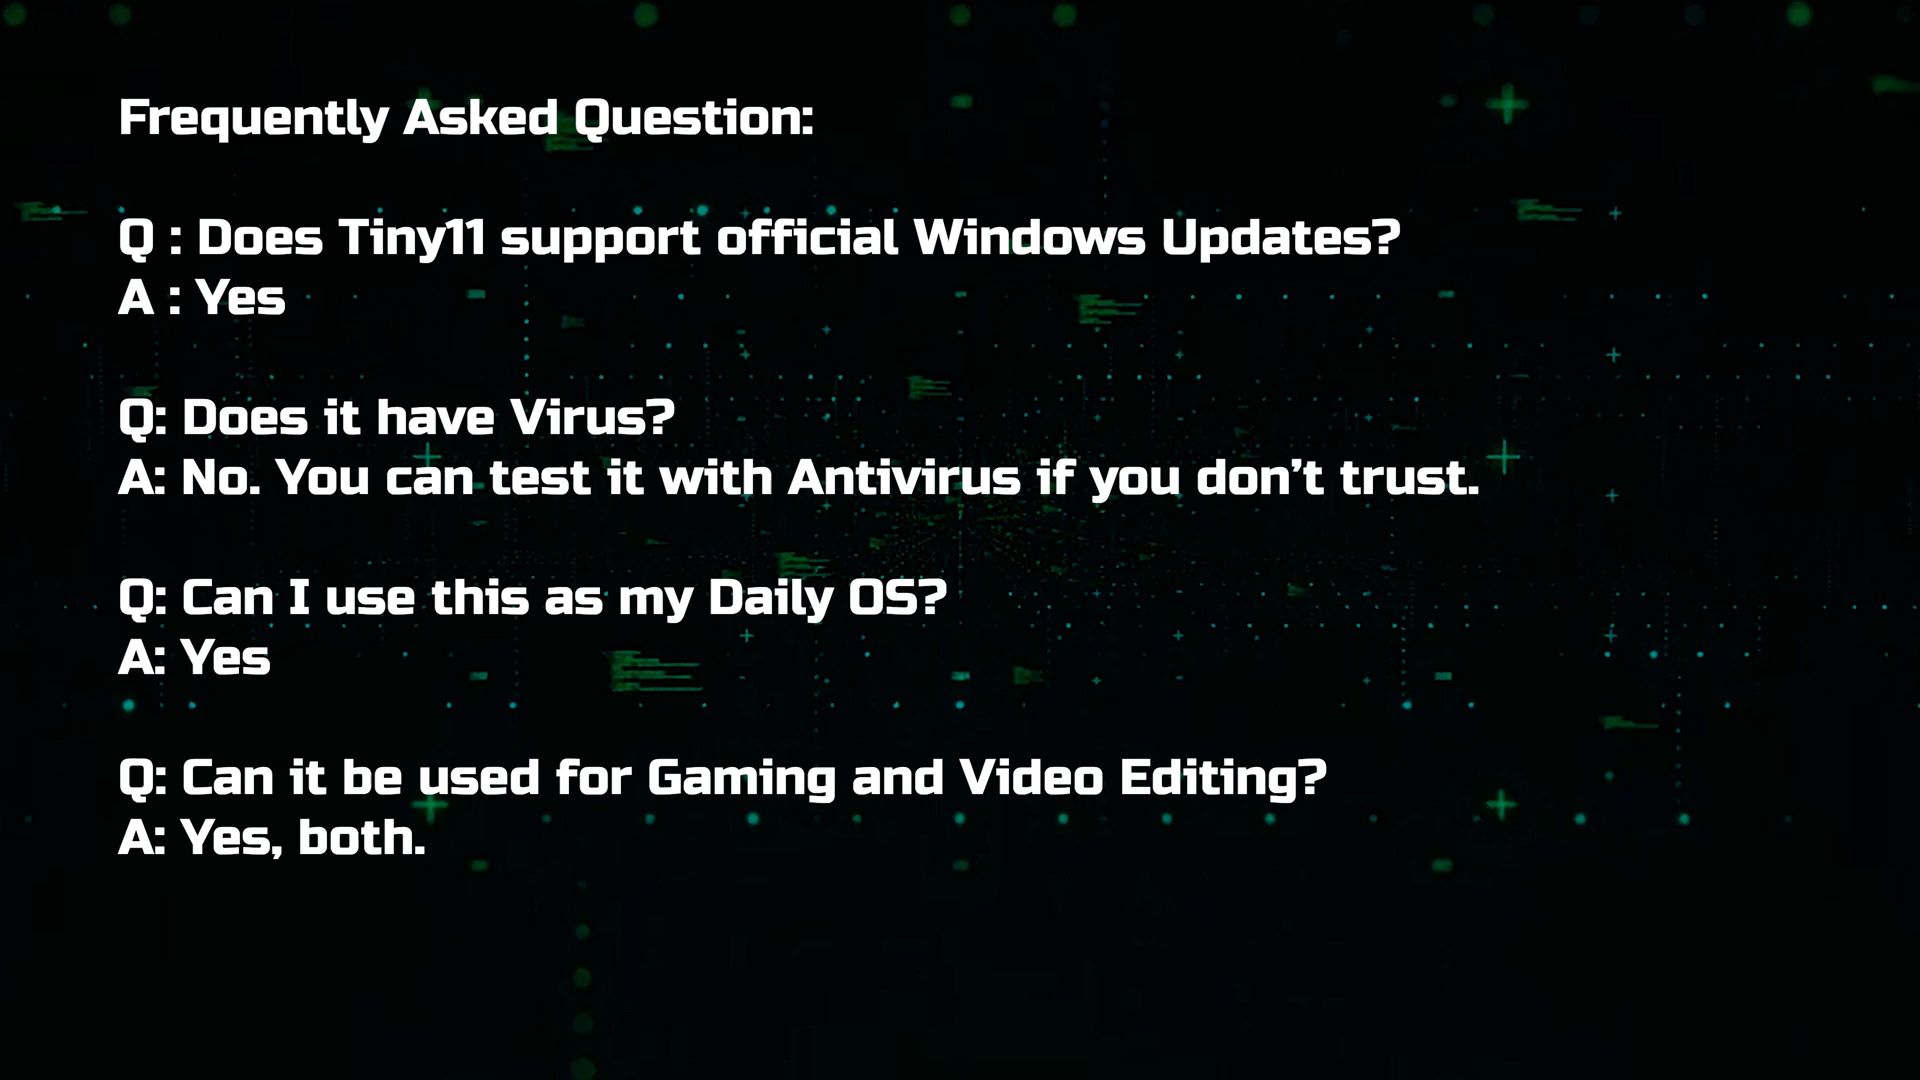 Frequently Asked Question:
Q : Does Tiny11 support official Windows Updates?
A : Yes
Q: Does it have Virus?
A: No. You can test it with Antivirus if you don’t trust.
Q: Can I use this as my Daily OS?
A: Yes
Q: Can it be used for Gaming and Video Editing?
A: Yes, both.